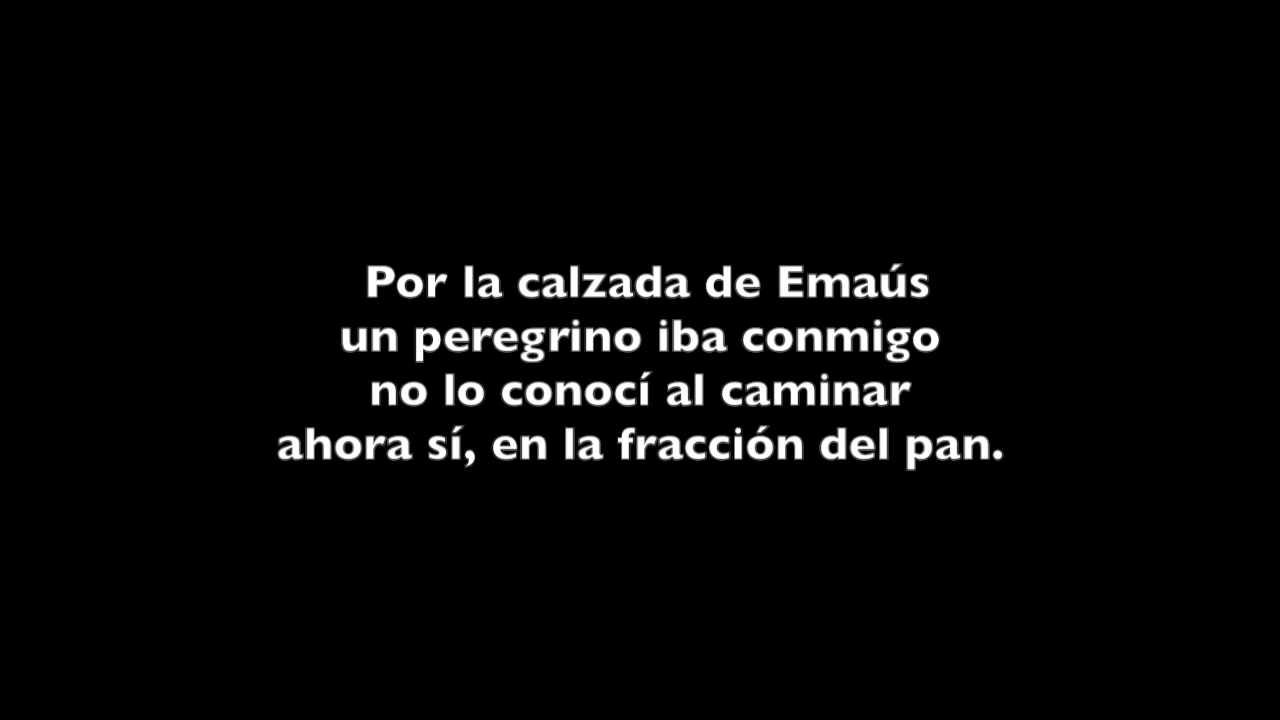 Por la calzada de Emaús
un peregrino iba conmigo
no lo conocí al caminar
ahora sí, en la fracción del pan.